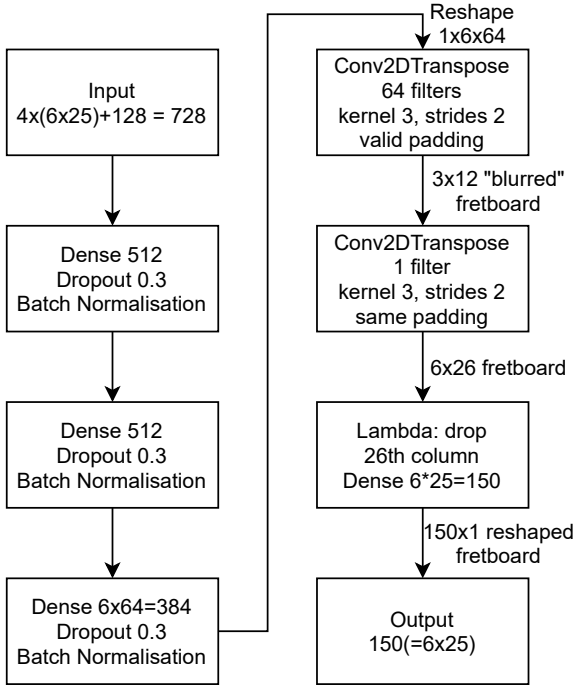 Input
4x(6x25)+128 = 728
Dense 512
Dropout 0.3
Batch Normalisation
Dense 512
Dropout 0.3
Batch Normalisation
Dense 6x64=384
Dropout 0.3
Batch Normalisation
Reshape
1x6x64
Conv2DTranspose
64 filters
kernel 3, strides 2
valid padding
3x12 "blurred"
fretboard
Conv2DTranspose
1 filter
kernel 3, strides 2
same padding
6x26 fretboard
Lambda: drop
26th column
Dense 6*25=150
150x1 reshaped
fretboard
Output
150(=6x25)